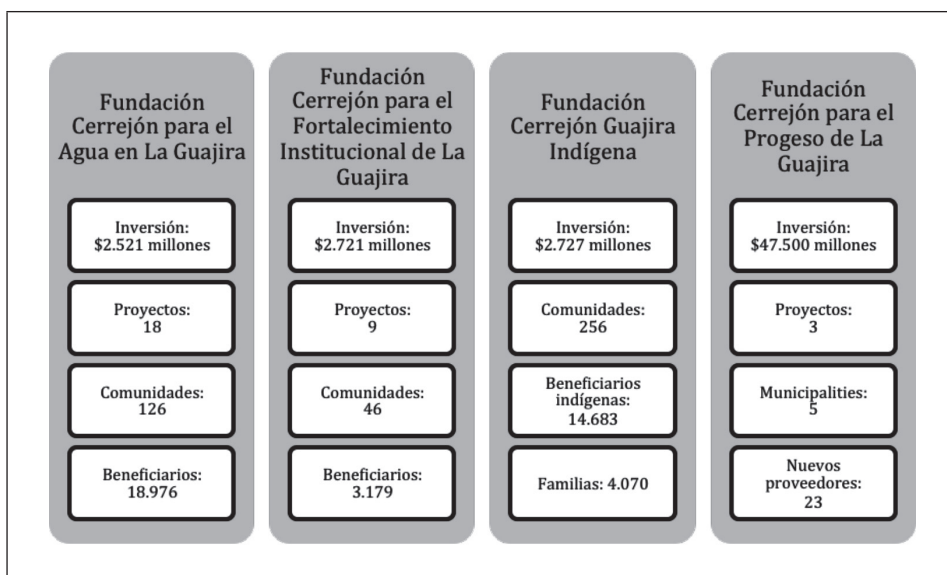 Fundación
Cerrejón para el
Agua en La Guajira
Inversión:
$2.521 millones
Proyectos:
18
Comunidades:
126
Beneficiarios:
18.976
Fundación
Cerrejón para el
Fortalecimiento
Institucional de La
Guajira
Inversión:
$2.721 millones
Proyectos:
9
Comunidades:
46
Beneficiarios:
3.179
Fundación
Cerrejón Guajira
Indígena
Inversión:
$2.727 millones
Comunidades:
256
Beneficiarios
indígenas:
14.683
Familias: 4.070
Fundación
Cerrejón para el
Progeso de La
Guajira
Inversión:
$47.500 millones
Proyectos:
3
Municipalities:
5
Nuevos
proveedores:
23